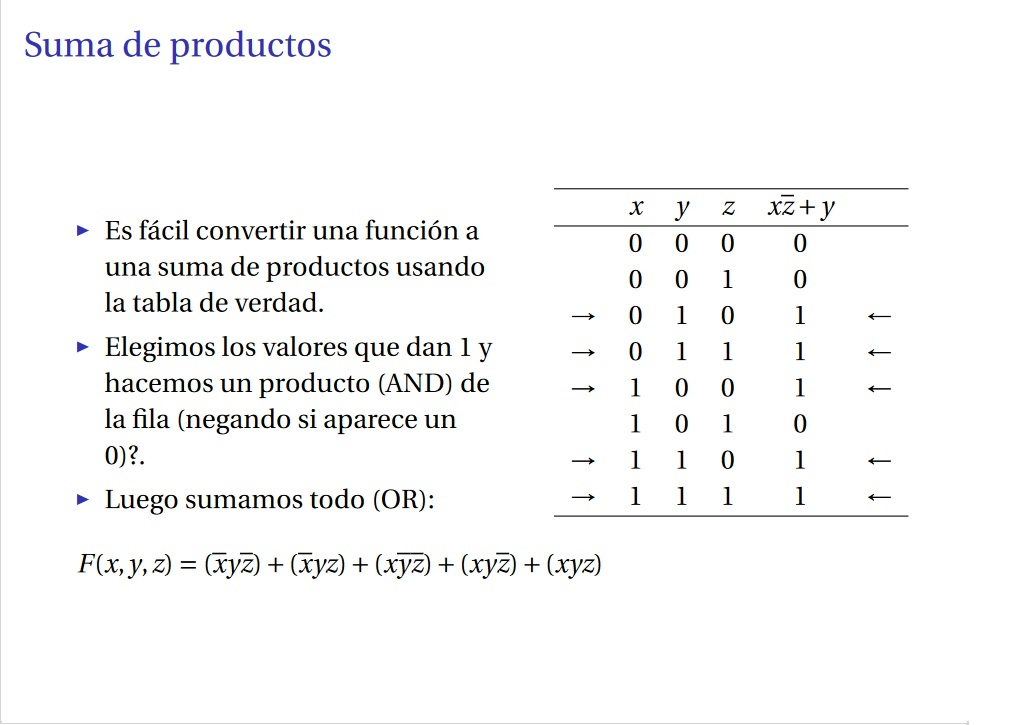 Suma de productos
▶ Es fácil convertir una función a
una suma de productos usando
la tabla de verdad.
▶ Elegimos los valores que dan 1 y
hacemos un producto (AND) de
la fila (negando si aparece un
0)?.
▶ Luego sumamos todo (OR):
x y z xz̅ + y
0 0 0 0
0 0 1 0
→ 0 1 0 1 ←
→ 0 1 1 1 ←
→ 1 0 0 1 ←
1 0 1 0
→ 1 1 0 1 ←
→ 1 1 1 1 ←
F(x, y, z) = (x̅yz̅) + (x̅yz) + (xy̅z̅) + (xyz̅) + (xyz)